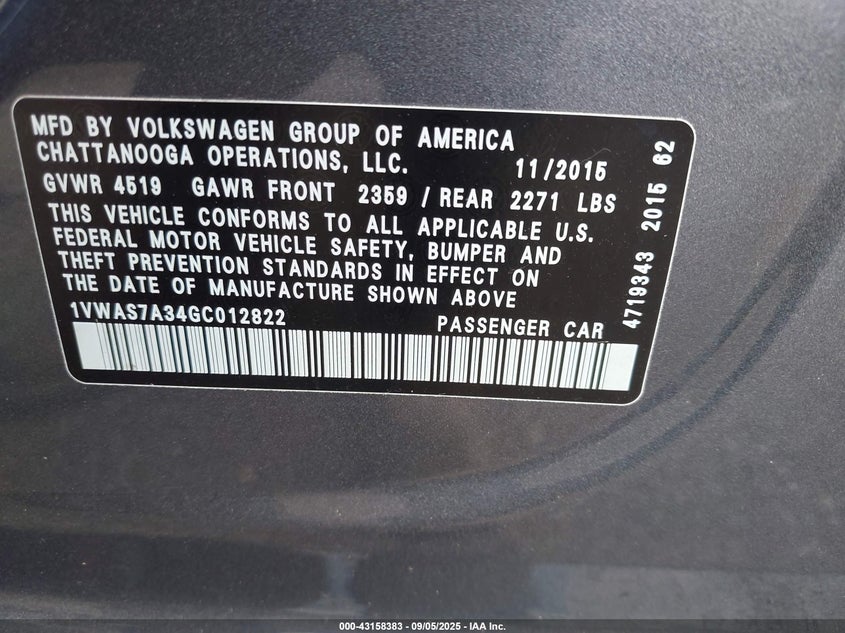 MFD BY VOLKSWAGEN GROUP OF AMERICA
CHATTANOOGA OPERATIONS, LLC. 11/2015
GVWR 4519 GAWR FRONT 2359 / REAR 2271 LBS
THIS VEHICLE CONFORMS TO ALL APPLICABLE U.S.
FEDERAL MOTOR VEHICLE SAFETY, BUMPER AND
THEFT PREVENTION STANDARDS IN EFFECT ON
THE DATE OF MANUFACTURE SHOWN ABOVE
1VWAS7A34GC012822 PASSENGER CAR
4719343 2015 62
000-43158383 - 09/05/2025 - IAA Inc.